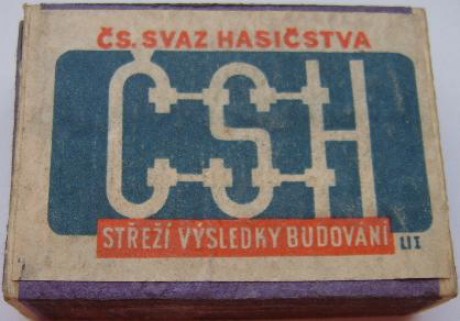 ČS. SVAZ HASIČSTVA
ČSH
STŘEŽÍ VÝSLEDKY BUDOVÁNÍ